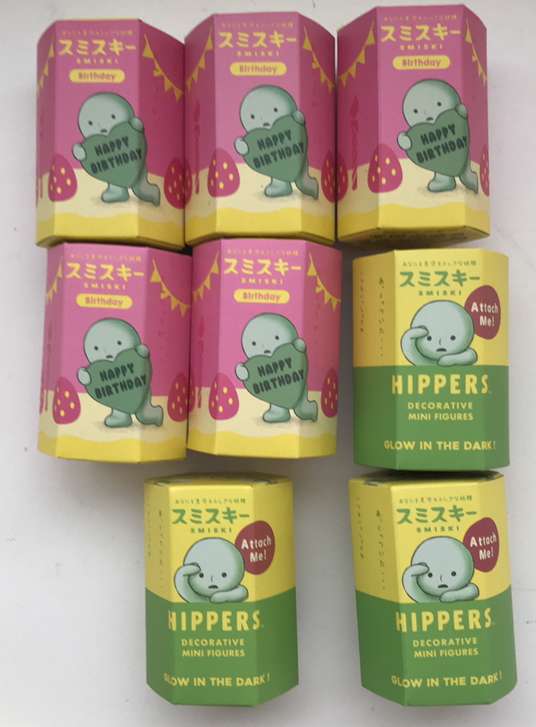 スミスキー
SMISKI
Birthday
HAPPY
BIRTHDAY
スミスキー
SMISKI
Birthday
HAPPY
BIRTHDAY
スミスキー
SMISKI
Birthday
HAPPY
BIRTHDAY
スミスキー
SMISKI
Birthday
HAPPY
BIRTHDAY
スミスキー
SMISKI
Birthday
HAPPY
BIRTHDAY
スミスキー
SMISKI
Attach
Me!
HIPPERS
DECORATIVE
MINI FIGURES
GLOW IN THE DARK!
スミスキー
SMISKI
Attach
Me!
HIPPERS
DECORATIVE
MINI FIGURES
GLOW IN THE DARK!
スミスキー
SMISKI
Attach
Me!
HIPPERS
DECORATIVE
MINI FIGURES
GLOW IN THE DARK!